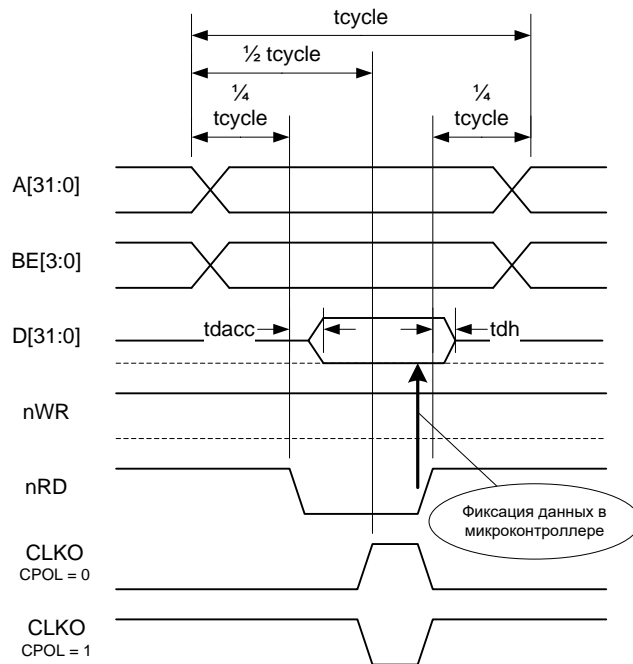 tcycle
½ tcycle
¼
tcycle
¼
tcycle
A[31:0]
BE[3:0]
tdacc
tdh
D[31:0]
nWR
nRD
Фиксация данных в
микроконтроллере
CLKO
CPOL = 0
CLKO
CPOL = 1